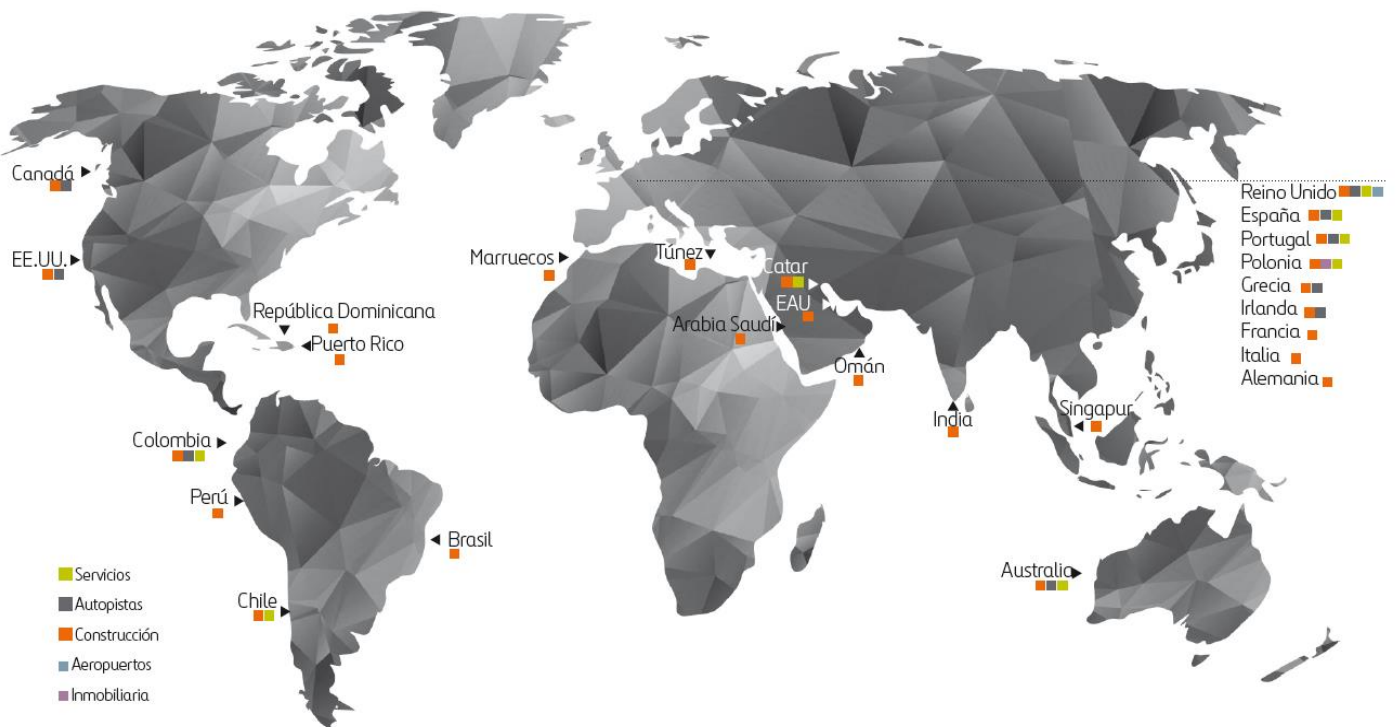 Canadá
EE.UU.
República Dominicana
Puerto Rico
Colombia
Perú
Brasil
Chile
Marruecos
Túnez
Catar
EAU
Arabia Saudí
Omán
India
Singapur
Australia
Reino Unido
España
Portugal
Polonia
Grecia
Irlanda
Francia
Italia
Alemania
Servicios
Autopistas
Construcción
Aeropuertos
Inmobiliaria